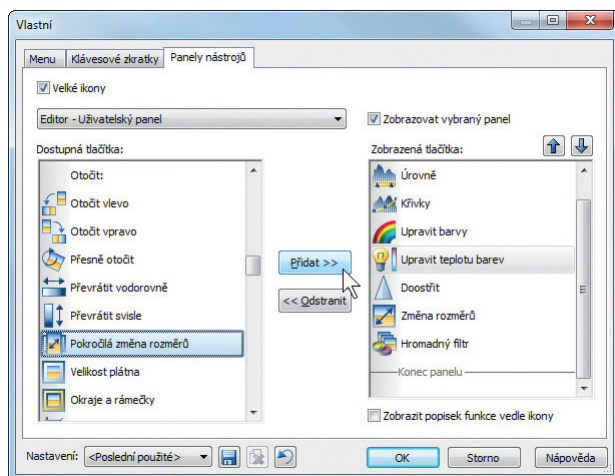 Vlastní
Menu
Klávesové zkratky
Panely nástrojů
Velké ikony
Editor - Uživatelský panel
Zobrazovat vybraný panel
Dostupná tlačítka:
Otočit:
Otočit vlevo
Otočit vpravo
Přesně otočit
Převrátit vodorovně
Převrátit svisle
Pokročilá změna rozměrů
Velikost plátna
Okraje a rámečky
Přidat >>
<< Odstranit
Zobrazená tlačítka:
Úrovně
Křivky
Upravit barvy
Upravit teplotu barev
Doostřit
Změna rozměrů
Hromadný filtr
Konec panelu
Zobrazit popisek funkce vedle ikony
Nastavení:
<Poslední použité>
OK
Storno
Nápověda